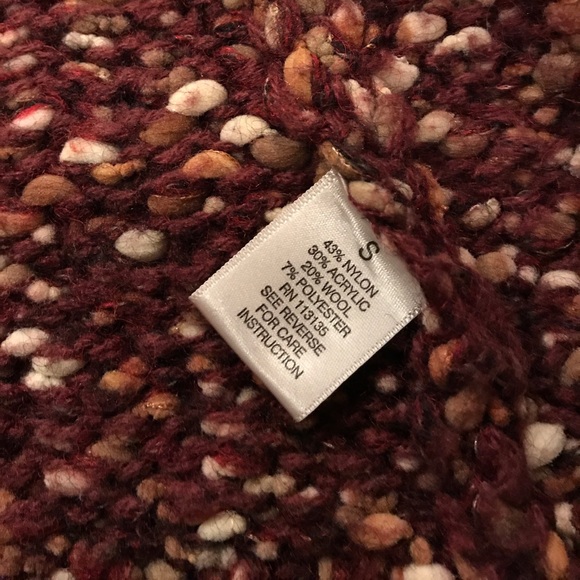 S
43% NYLON
30% ACRYLIC
20% WOOL
7% POLYESTER
RN 113135
SEE REVERSE
FOR CARE
INSTRUCTION